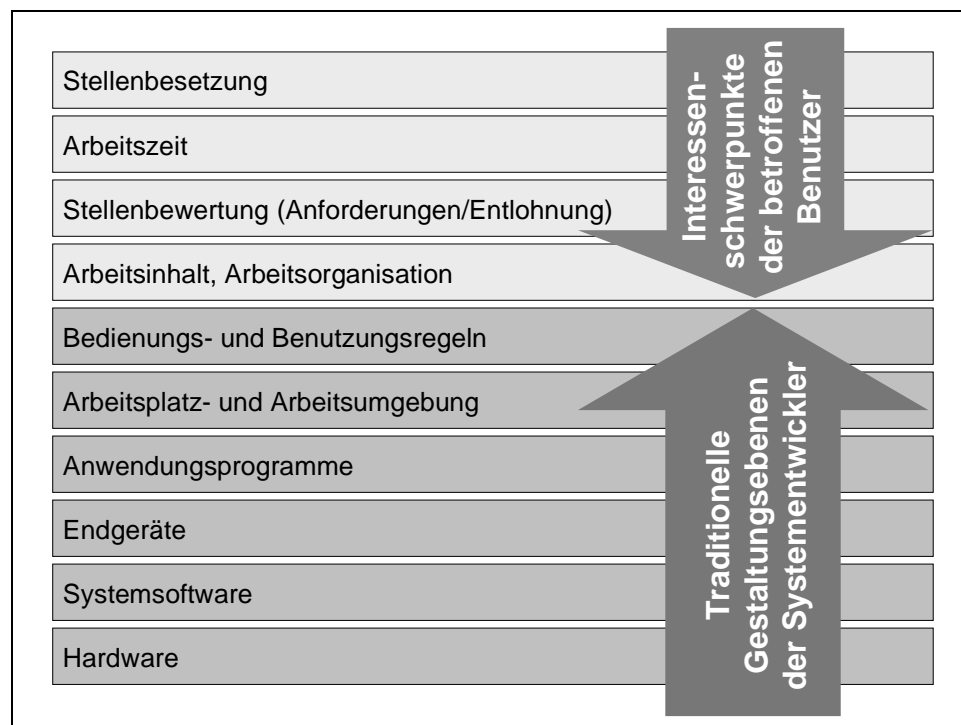 Stellenbesetzung
Arbeitszeit
Stellenbewertung (Anforderungen/Entlohnung)
Arbeitsinhalt, Arbeitsorganisation
Bedienungs- und Benutzungsregeln
Arbeitsplatz- und Arbeitsumgebung
Anwendungsprogramme
Endgeräte
Systemsoftware
Hardware
Interessen-
schwerpunkte
der betroffenen
Benutzer
Traditionelle
Gestaltungsebenen
der Systementwickler